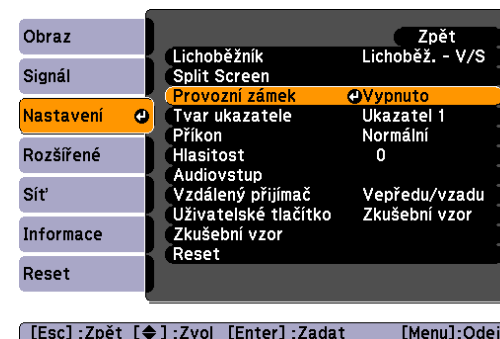 Obraz
Signál
Nastavení
Rozšířené
Síť
Informace
Reset
Zpět
Lichoběžník Lichoběž. - V/S
Split Screen
Provozní zámek Vypnuto
Tvar ukazatele Ukazatel 1
Příkon Normální
Hlasitost 0
Audiovstup
Vzdálený přijímač Vepředu/vzadu
Uživatelské tlačítko Zkušební vzor
Zkušební vzor
Reset
[Esc] :Zpět [ ] :Zvol [Enter] :Zadat [Menu]:Odej